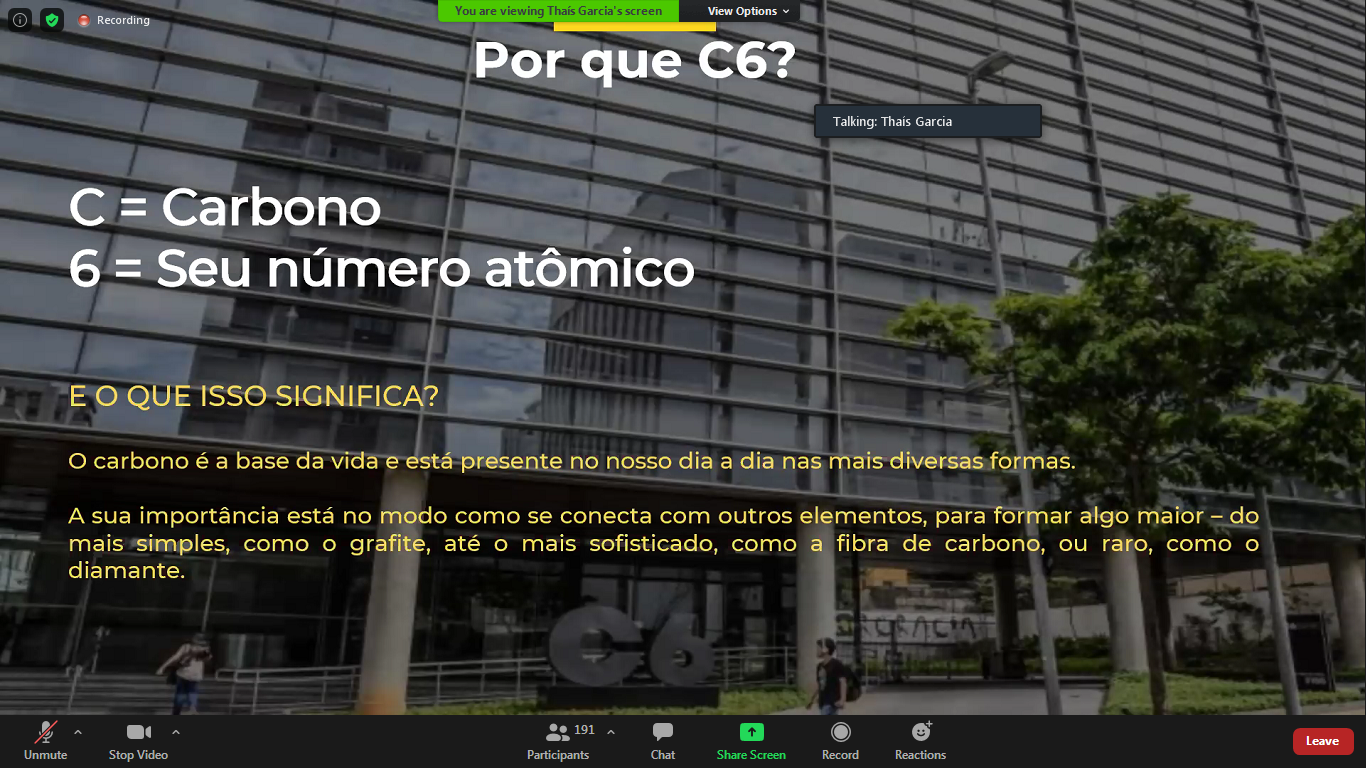 Recording
You are viewing Thaís Garcia's screen
View Options
Por que C6?
Talking: Thaís Garcia
C = Carbono
6 = Seu número atômico
E O QUE ISSO SIGNIFICA?
O carbono é a base da vida e está presente no nosso dia a dia nas mais diversas formas.
A sua importância está no modo como se conecta com outros elementos, para formar algo maior – do
mais simples, como o grafite, até o mais sofisticado, como a fibra de carbono, ou raro, como o
diamante.
C6
Unmute
Stop Video
191
Participants
Chat
Share Screen
Record
Reactions
Leave